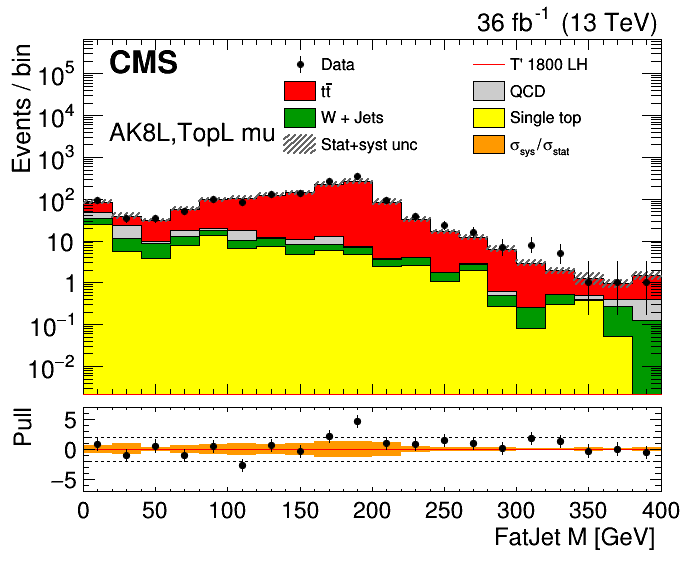 36 fb⁻¹ (13 TeV)
CMS
AK8L,TopL mu
Data
T' 1800 LH
tt̄
QCD
W + Jets
Single top
Stat+syst unc
σsys/σstat
Events / bin
10⁵
10⁴
10³
10²
10
1
10⁻¹
10⁻²
Pull
5
0
−5
0 50 100 150 200 250 300 350 400
FatJet M [GeV]